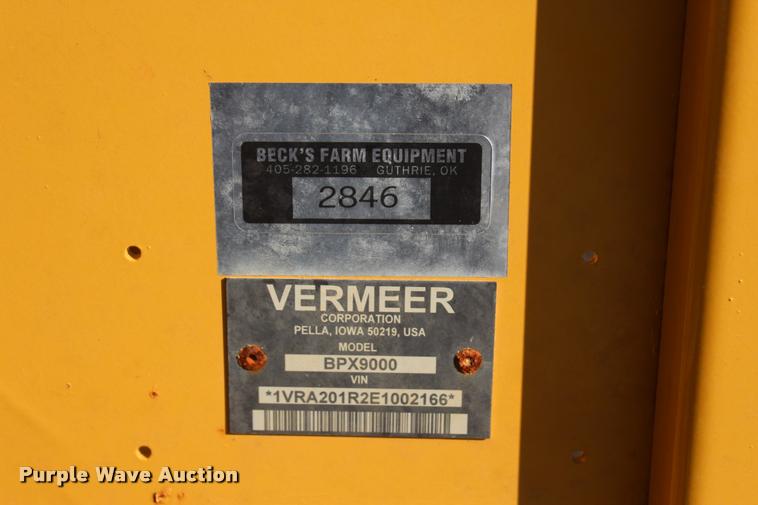 BECK'S FARM EQUIPMENT
405-282-1196 GUTHRIE, OK
2846
VERMEER
CORPORATION
PELLA, IOWA 50219, USA
MODEL
BPX9000
VIN
*1VRA201R2E1002166*
Purple Wave Auction